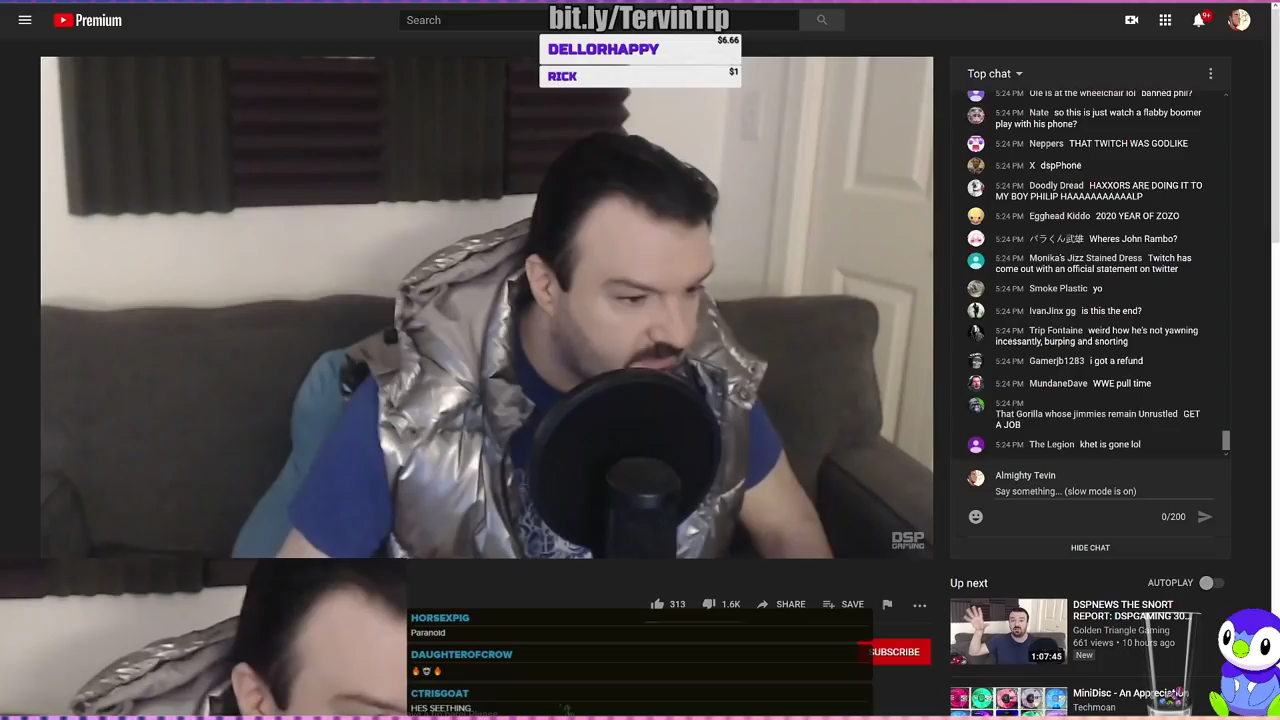 bit.ly/TervinTip
Premium
Search
9+
DELLORHAPPY $6.66
RICK $1
Top chat
5:24 PM Ole is at the wheelchair lol banned phil?
5:24 PM Nate so this is just watch a flabby boomer
play with his phone?
5:24 PM Neppers THAT TWITCH WAS GODLIKE
5:24 PM X dspPhone
5:24 PM Doodly Dread HAXXORS ARE DOING IT TO
MY BOY PHILIP HAAAAAAAAAALP
5:24 PM Egghead Kiddo 2020 YEAR OF ZOZO
5:24 PM バラくん武雄 Wheres John Rambo?
5:24 PM Monika's Jizz Stained Dress Twitch has
come out with an official statement on twitter
5:24 PM Smoke Plastic yo
5:24 PM IvanJinx gg is this the end?
5:24 PM Trip Fontaine weird how he's not yawning
incessantly, burping and snorting
5:24 PM Gamerjb1283 i got a refund
5:24 PM MundaneDave WWE pull time
5:24 PM
That Gorilla whose jimmies remain Unrustled GET
A JOB
5:24 PM The Legion khet is gone lol
Almighty Tevin
Say something... (slow mode is on)
0/200
HIDE CHAT
DSP
GAMING
313 1.6K SHARE SAVE
SUBSCRIBE
HORSEXPIG
Paranoid
DAUGHTEROFCROW
CTRISGOAT
HES SEETHING
Up next AUTOPLAY
DSPNEWS THE SNORT
REPORT: DSPGAMING 30...
Golden Triangle Gaming
661 views • 10 hours ago
New
1:07:45
MiniDisc - An Appreciation
Techmoan